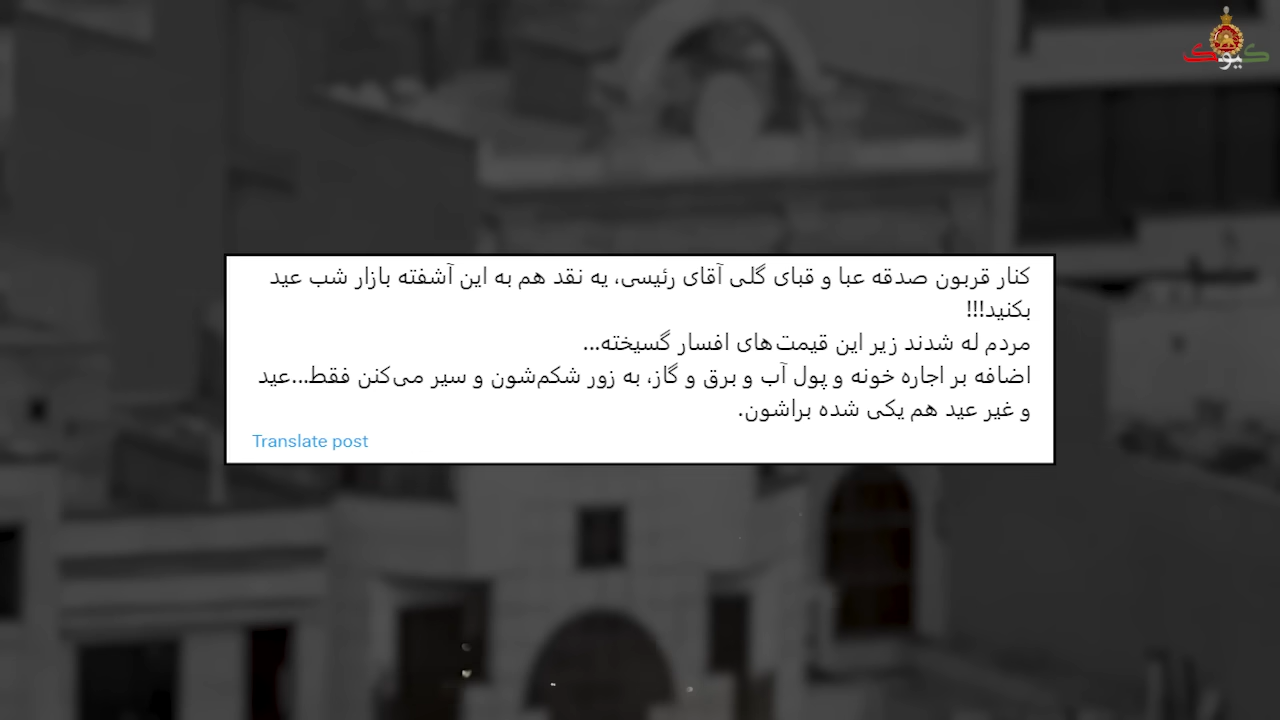 کیوک
کنار قربون صدقه عبا و قبای گلی آقای رئیسی، یه نقد هم به این آشفته بازار شب عید
بکنید!!!
مردم له شدند زیر این قیمت‌های افسار گسیخته...
اضافه بر اجاره خونه و پول آب و برق و گاز، به زور شکم‌شون و سیر می‌کنن فقط...عید
و غیر عید هم یکی شده براشون.
Translate post